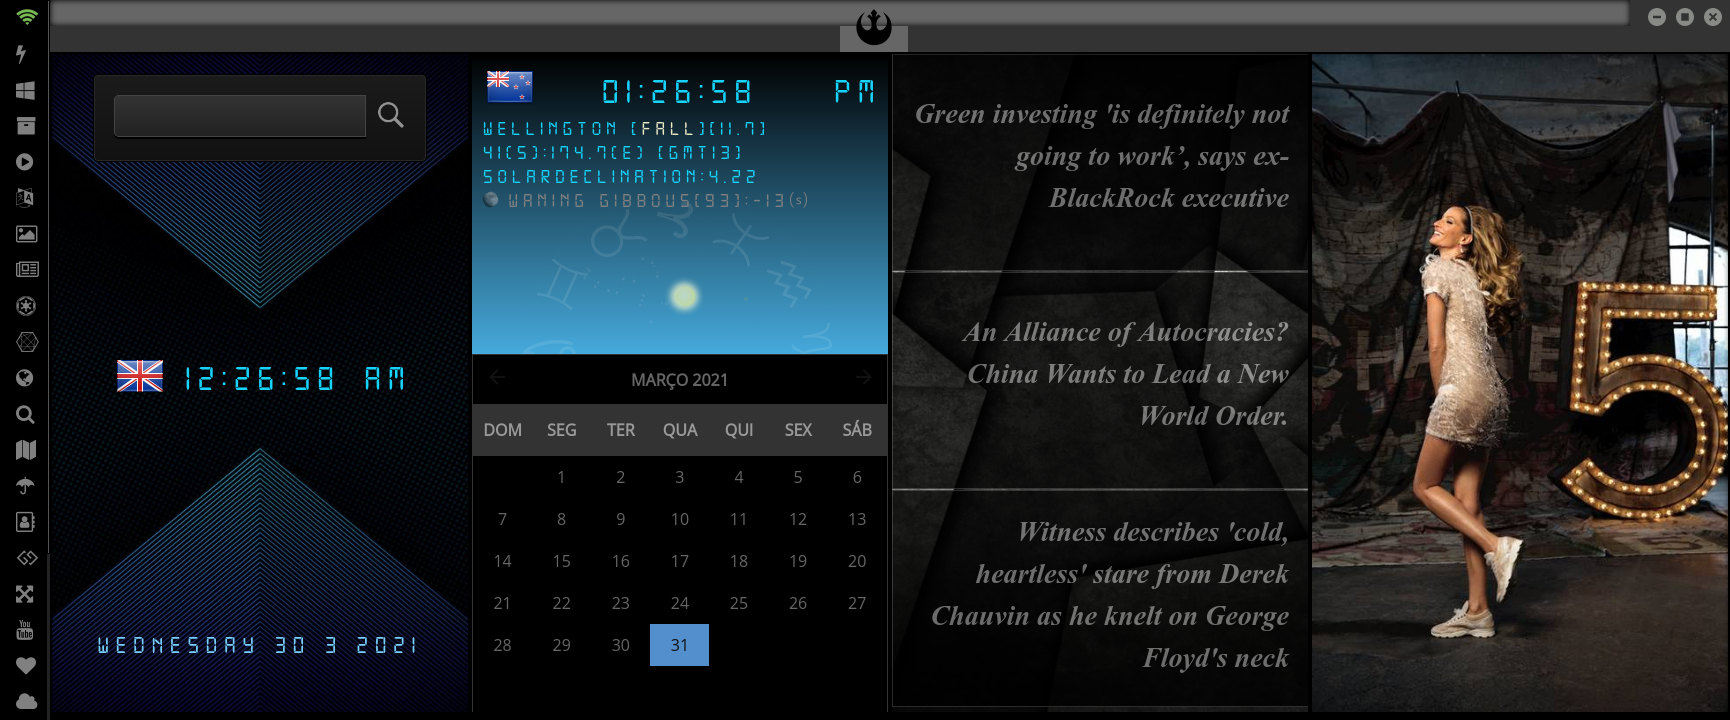 12:26:58 AM
WEDNESDAY 30 3 2021
01:26:58 PM
WELLINGTON [FALL][11.7]
41(S):174.7(E) [GMT13]
SOLARDECLINATION:4.22
WANING GIBBOUS[93]:-13(s)
MARÇO 2021
DOM SEG TER QUA QUI SEX SÁB
1 2 3 4 5 6
7 8 9 10 11 12 13
14 15 16 17 18 19 20
21 22 23 24 25 26 27
28 29 30 31
Green investing 'is definitely not
going to work’, says ex-
BlackRock executive
An Alliance of Autocracies?
China Wants to Lead a New
World Order.
Witness describes 'cold,
heartless' stare from Derek
Chauvin as he knelt on George
Floyd's neck
5
You
Tube